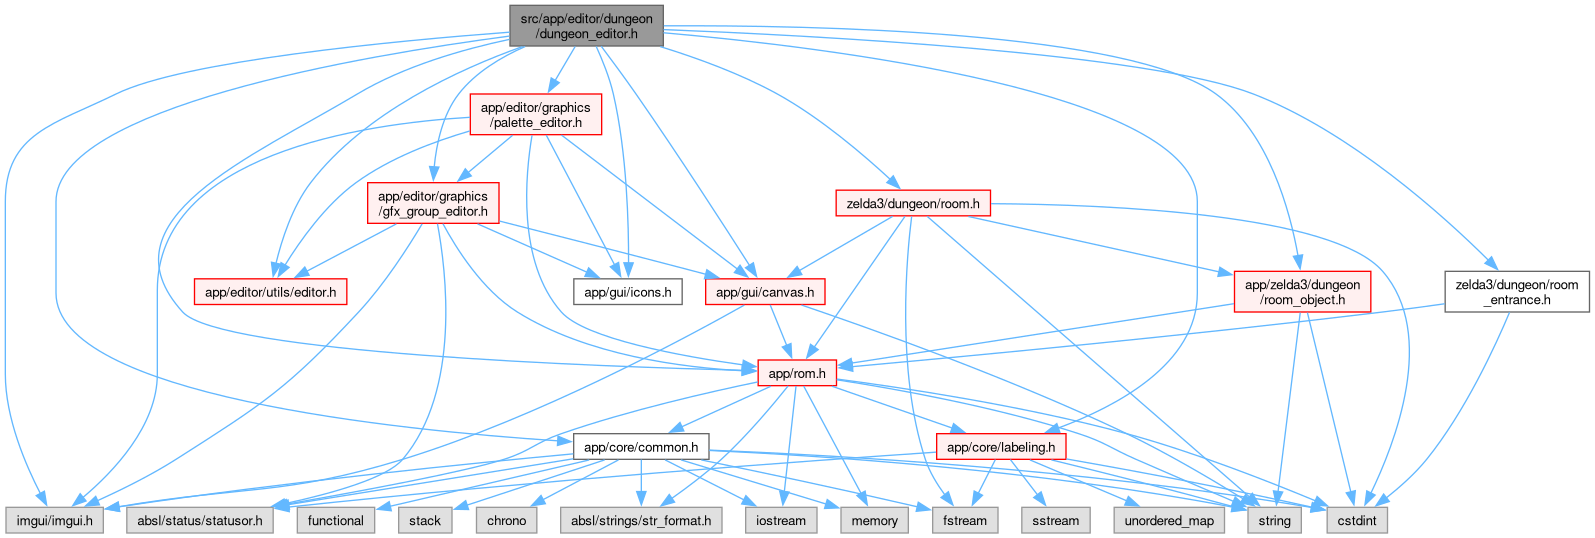 src/app/editor/dungeon
/dungeon_editor.h
app/editor/graphics
/palette_editor.h
app/editor/graphics
/gfx_group_editor.h
zelda3/dungeon/room.h
app/editor/utils/editor.h
app/gui/icons.h
app/gui/canvas.h
app/zelda3/dungeon
/room_object.h
zelda3/dungeon/room
_entrance.h
app/rom.h
app/core/common.h
app/core/labeling.h
imgui/imgui.h
absl/status/statusor.h
functional
stack
chrono
absl/strings/str_format.h
iostream
memory
fstream
sstream
unordered_map
string
cstdint